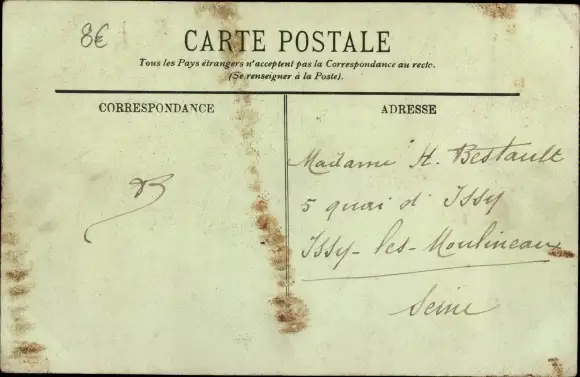 8€
CARTE POSTALE
Tous les Pays étrangers n'acceptent pas la Correspondance au recto.
(Se renseigner à la Poste).
CORRESPONDANCE
ADRESSE
Madame H. Bestault
5 quai d'Issy
Issy-les-Moulineaux
Seine